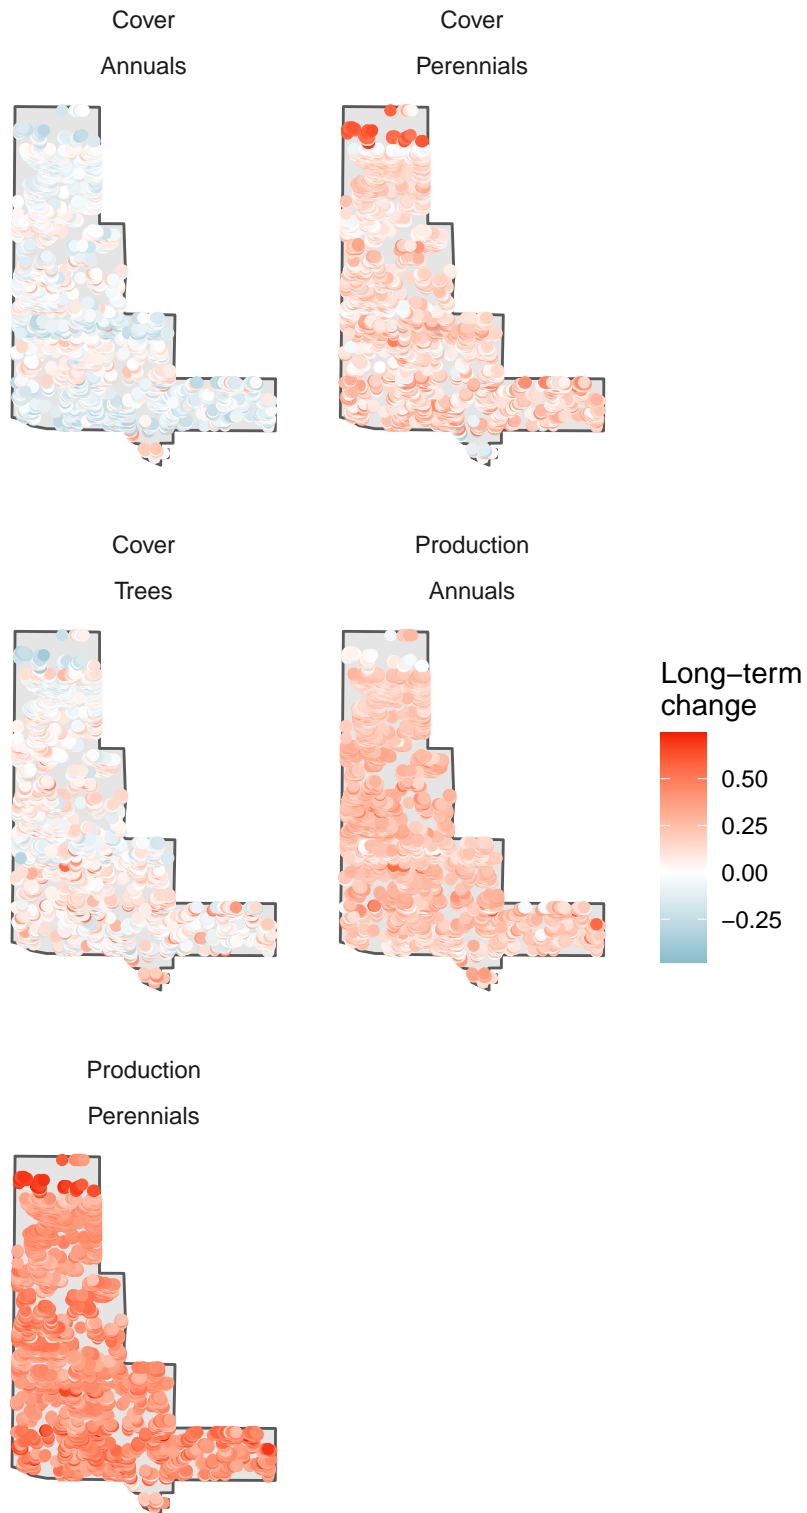 Cover
Annuals
Cover
Perennials
Cover
Trees
Production
Annuals
Long−term
change
0.50
0.25
0.00
−0.25
Production
Perennials